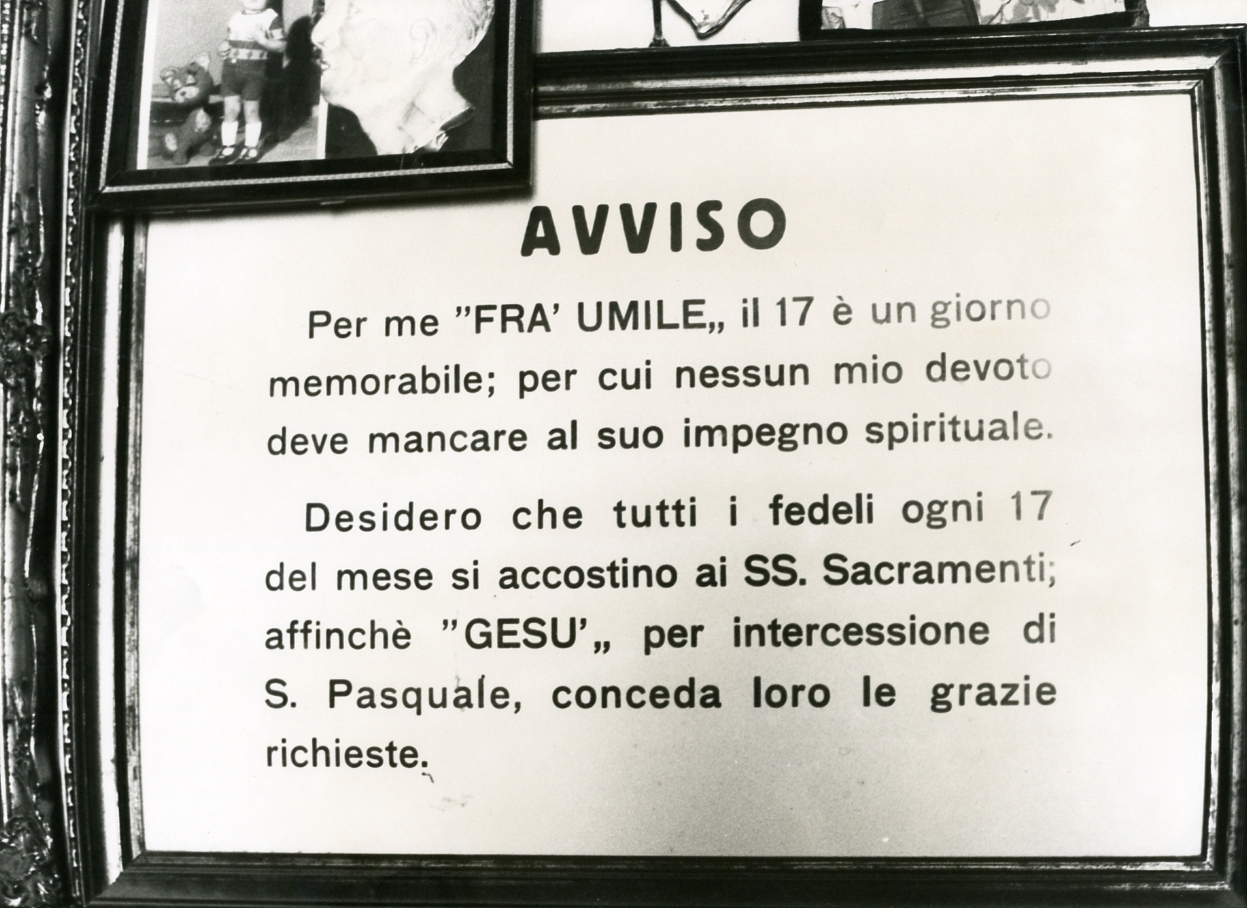 AVVISO
Per me "FRA' UMILE„ il 17 è un giorno
memorabile; per cui nessun mio devoto
deve mancare al suo impegno spirituale.
Desidero che tutti i fedeli ogni 17
del mese si accostino ai SS. Sacramenti;
affinchè "GESU'„ per intercessione di
S. Pasquale, conceda loro le grazie
richieste.